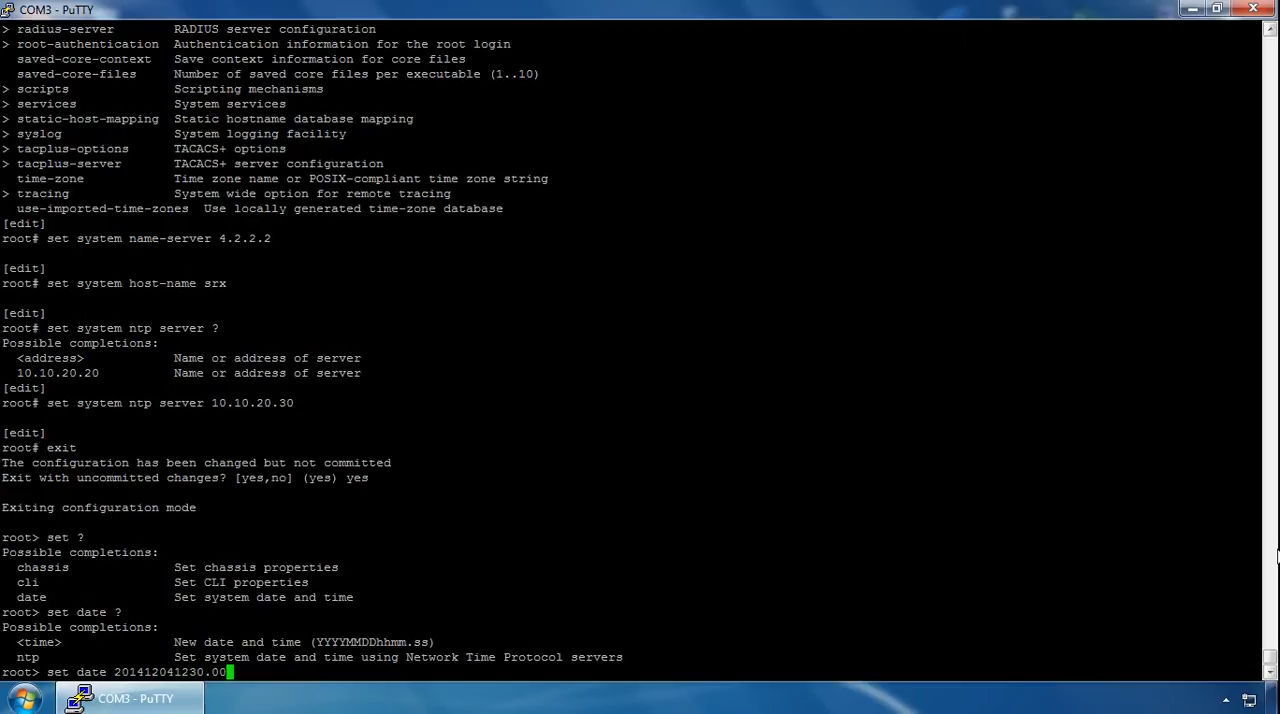 COM3 - PuTTY
> radius-server        RADIUS server configuration
> root-authentication  Authentication information for the root login
  saved-core-context   Save context information for core files
  saved-core-files     Number of saved core files per executable (1..10)
> scripts              Scripting mechanisms
> services             System services
> static-host-mapping  Static hostname database mapping
> syslog               System logging facility
> tacplus-options      TACACS+ options
> tacplus-server       TACACS+ server configuration
  time-zone            Time zone name or POSIX-compliant time zone string
> tracing              System wide option for remote tracing
  use-imported-time-zones  Use locally generated time-zone database
[edit]
root# set system name-server 4.2.2.2
[edit]
root# set system host-name srx
[edit]
root# set system ntp server ?
Possible completions:
  <address>            Name or address of server
  10.10.20.20          Name or address of server
[edit]
root# set system ntp server 10.10.20.30
[edit]
root# exit
The configuration has been changed but not committed
Exit with uncommitted changes? [yes,no] (yes) yes
Exiting configuration mode
root> set ?
Possible completions:
  chassis              Set chassis properties
  cli                  Set CLI properties
  date                 Set system date and time
root> set date ?
Possible completions:
  <time>               New date and time (YYYYMMDDhhmm.ss)
  ntp                  Set system date and time using Network Time Protocol servers
root> set date 201412041230.00
COM3 - PuTTY